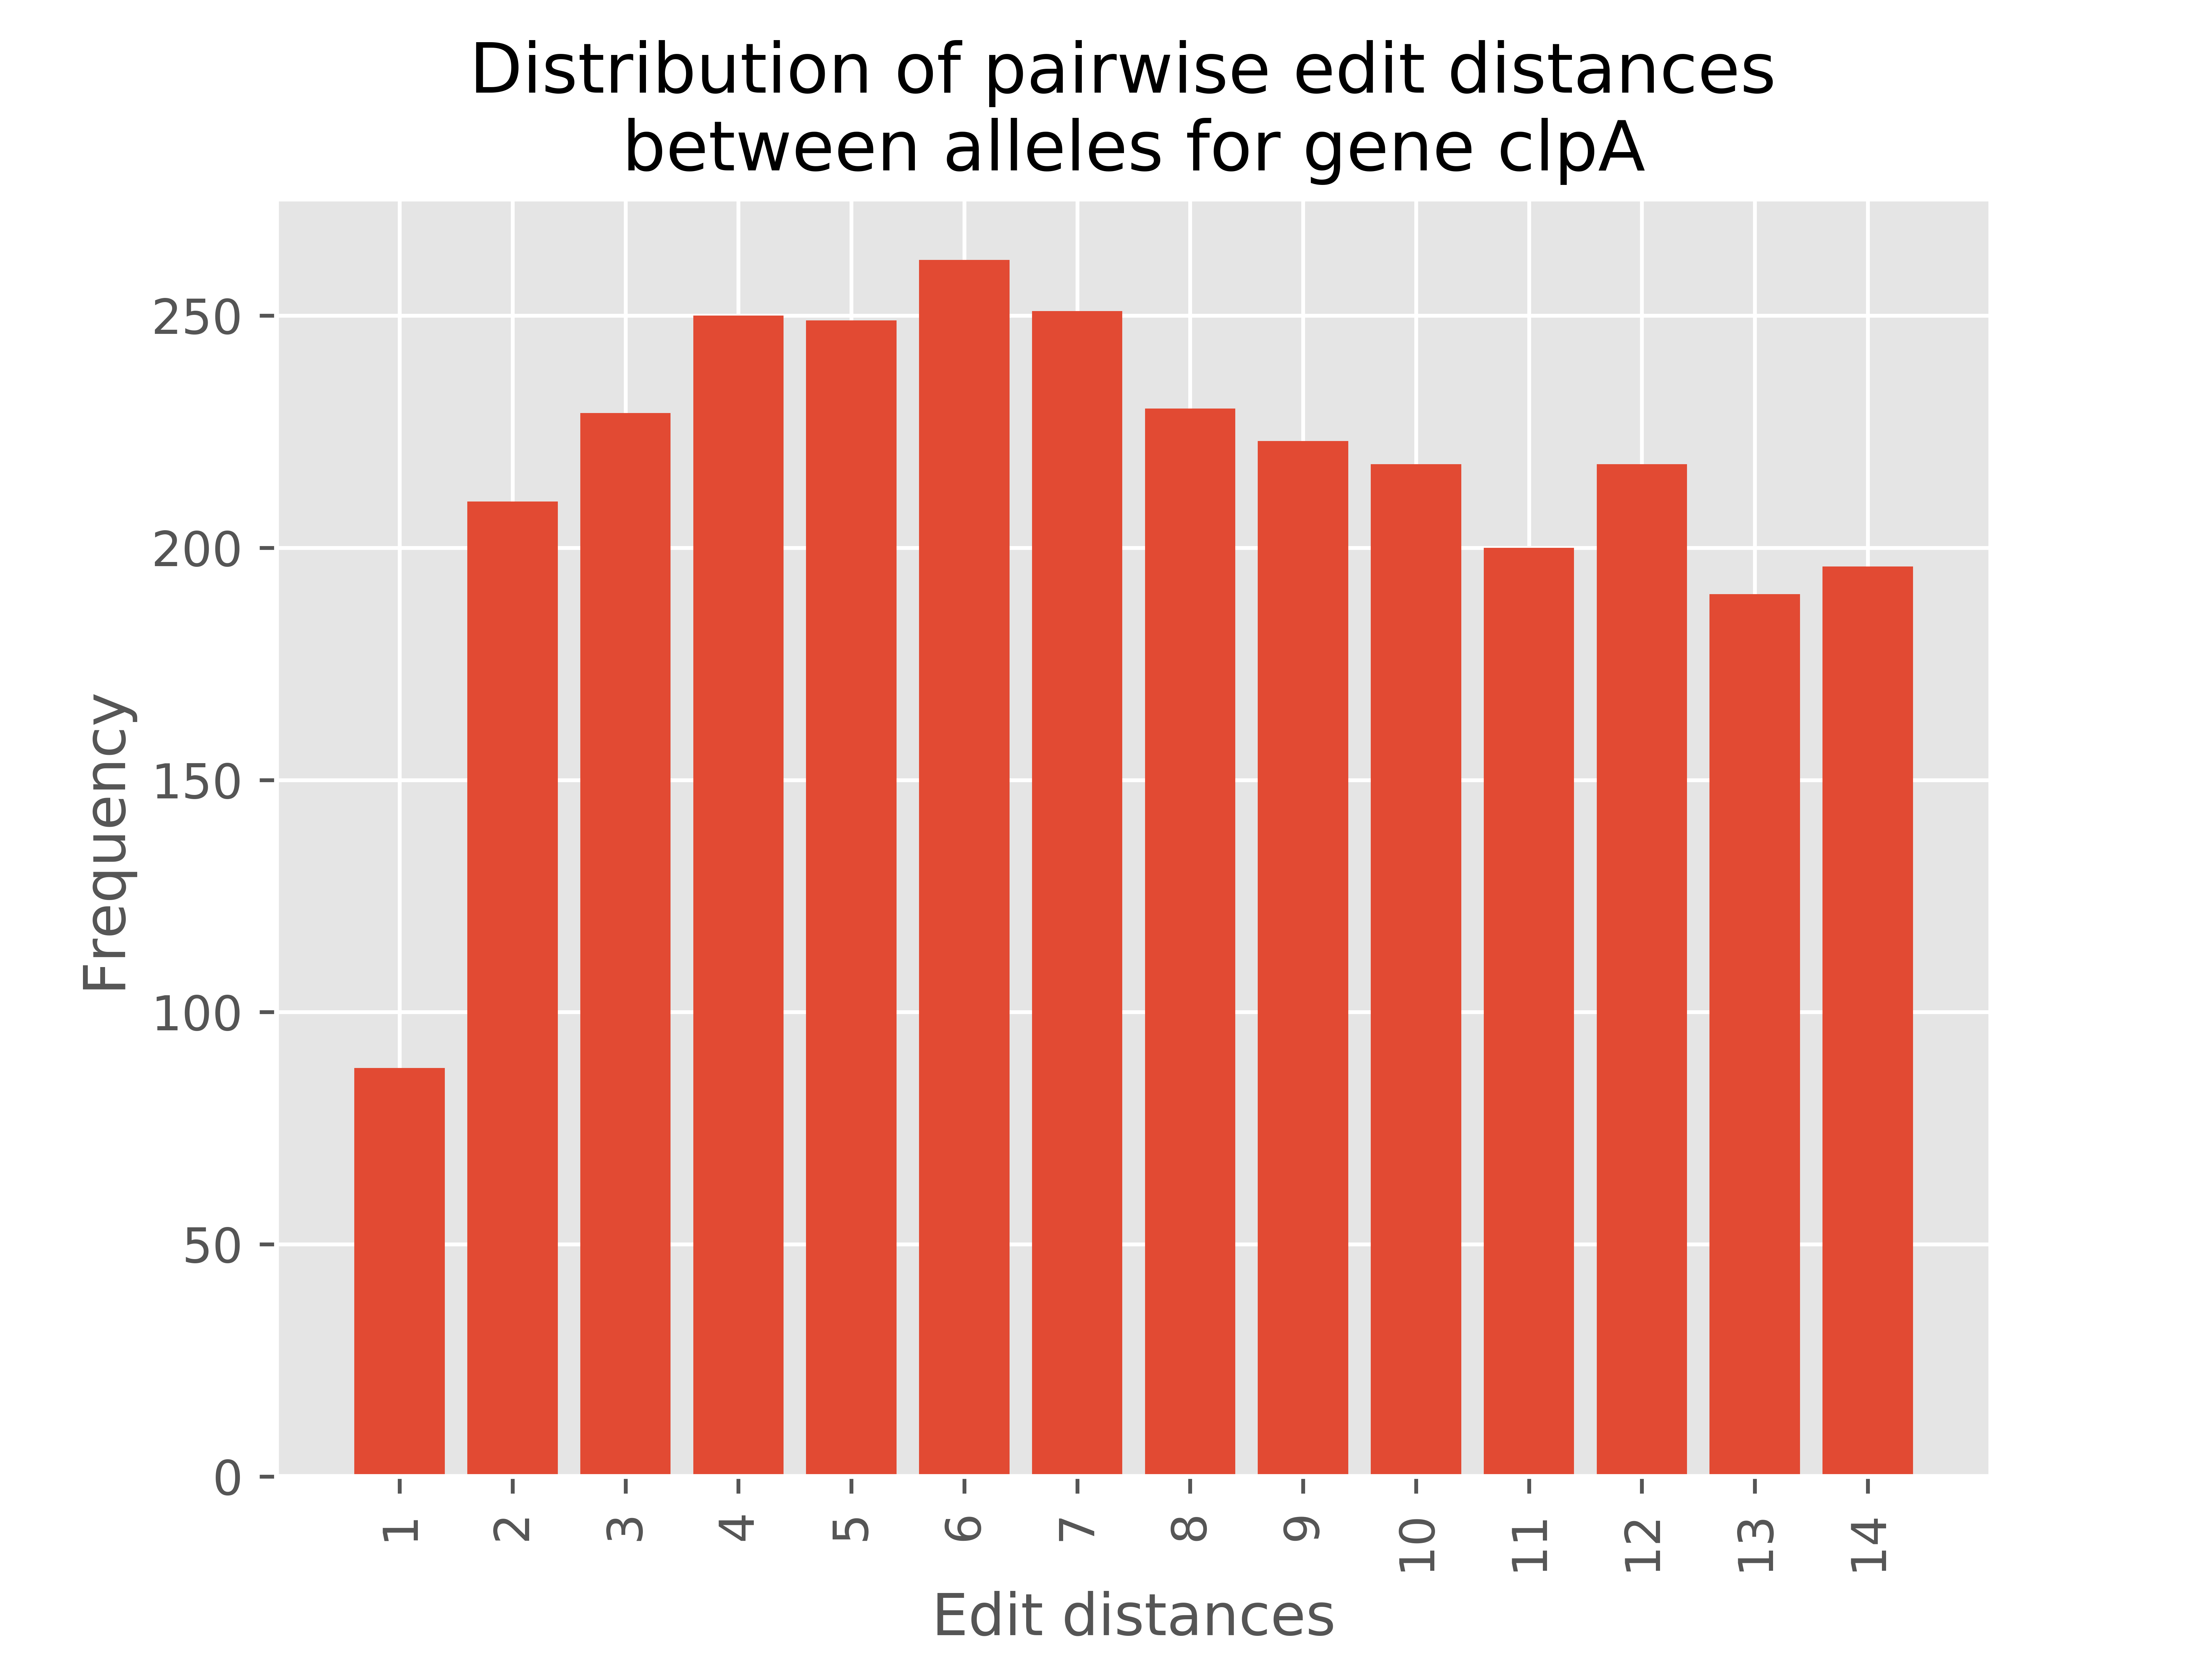 Distribution of pairwise edit distances
between alleles for gene clpA
Frequency
250
200
150
100
50
0
1 2 3 4 5 6 7 8 9 10 11 12 13 14
Edit distances